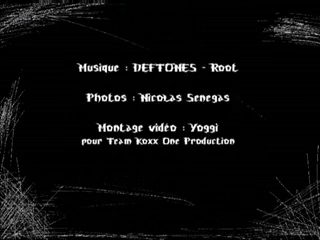 Musique : DEFTONES - Root
Photos : Nicolas Senegas
Montage vidéo : Yoggi
pour Team Koxx One Production